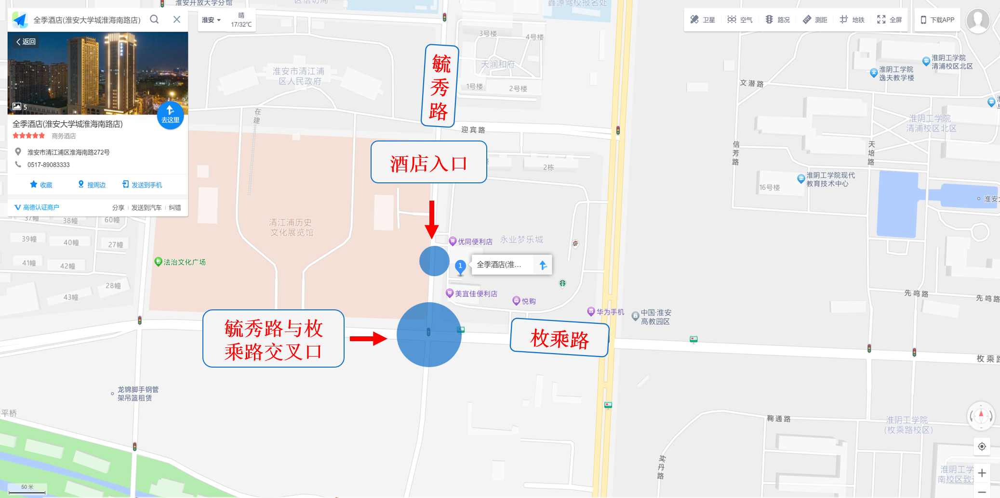 全季酒店(淮安大学城淮海南路店)
返回
5
去这里
全季酒店(淮安大学城淮海南路店)
商务酒店
淮安市清江浦区淮海南路272号
0517-89083333
收藏
搜周边
发送到手机
高德认证商户
分享
发送到汽车
纠错
淮安
晴
17/32℃
卫星
空气
路况
测距
地铁
全屏
下载APP
淮安开放大学分馆
区信访局
鑫源驾校报名处
3号楼
4号楼
天润和府
1号楼
2号楼
淮安市清江浦
区人民政府
毓
秀
路
在
建
迎宾路
酒店入口
2栋
文潜路
淮阴工学院
逸夫教学楼
淮阴工学院
清浦校区北区
淮阴工学院
清浦校区北区
信
芳
路
天
培
路
淮阴工学院现代
教育技术中心
16号楼
37幢
38幢
60幢
39幢
40幢
27幢
41幢
42幢
28幢
43幢
清江浦历史
文化展览馆
法治文化广场
优同便利店
永业梦乐城
1
全季酒店(淮...
美宜佳便利店
悦购
华为手机
中国·淮安
高教园区
先鸣路
先鸣路
毓秀路与枚
乘路交叉口
枚乘路
枚乘路
龙锦脚手钢管
架吊篮租赁
平桥
鞠通路
淮阴工学院
(枚乘路校区)
实
丹
路
淮阴工学
南校区致
50 米